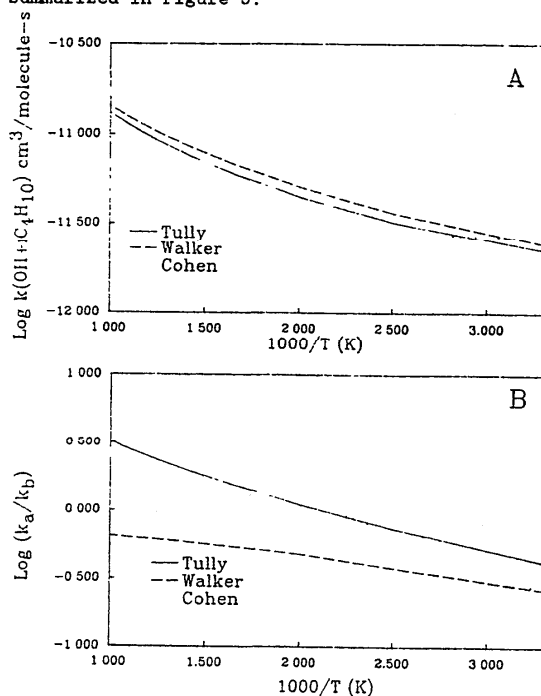 summarized in Figure 3.
A
Log k(OH+iC4H10) cm3/molecule-s
-10 500
-11 000
-11 500
-12 000
Tully
Walker
Cohen
1 000 1 500 2 000 2.500 3.000
1000/T (K)
B
Log (ka/kb)
1 000
0 500
0 000
-0 500
-1 000
Tully
Walker
Cohen
1 000 1.500 2 000 2.500 3.000
1000/T (K)